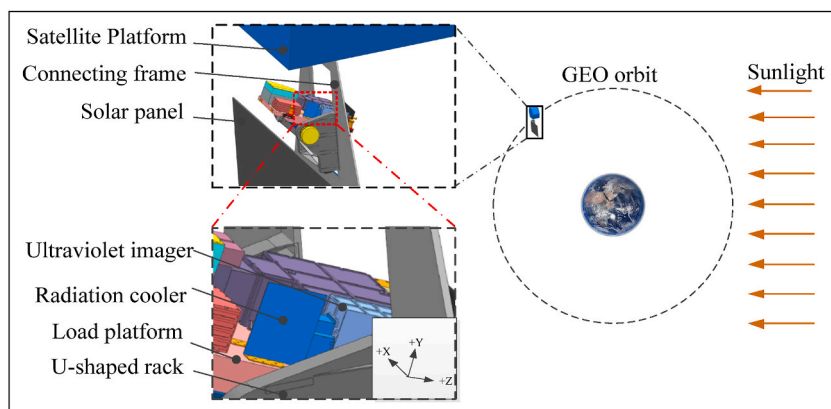 Satellite Platform
Connecting frame
Solar panel
GEO orbit
Sunlight
Ultraviolet imager
Radiation cooler
Load platform
U-shaped rack
+X
+Y
+Z